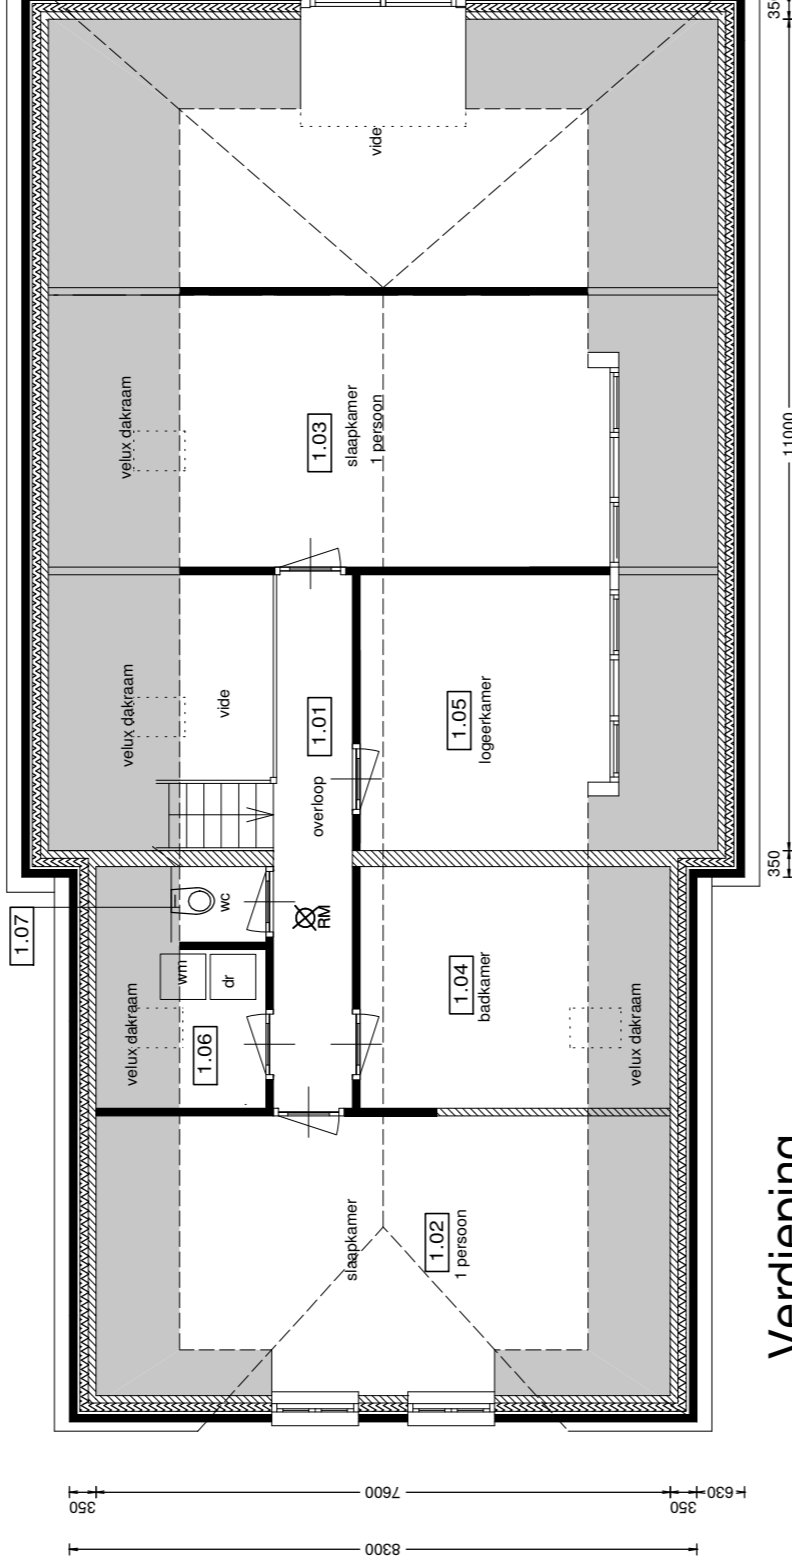 vide
velux dakraam
1.03
slaapkamer
1 persoon
velux dakraam
vide
1.01
overloop
1.05
logeerkamer
1.07
wc
RM
wm
dr
velux dakraam
1.06
1.04
badkamer
velux dakraam
slaapkamer
1.02
1 persoon
Verdieping
350
7600
350
630
8300
350
11000
35